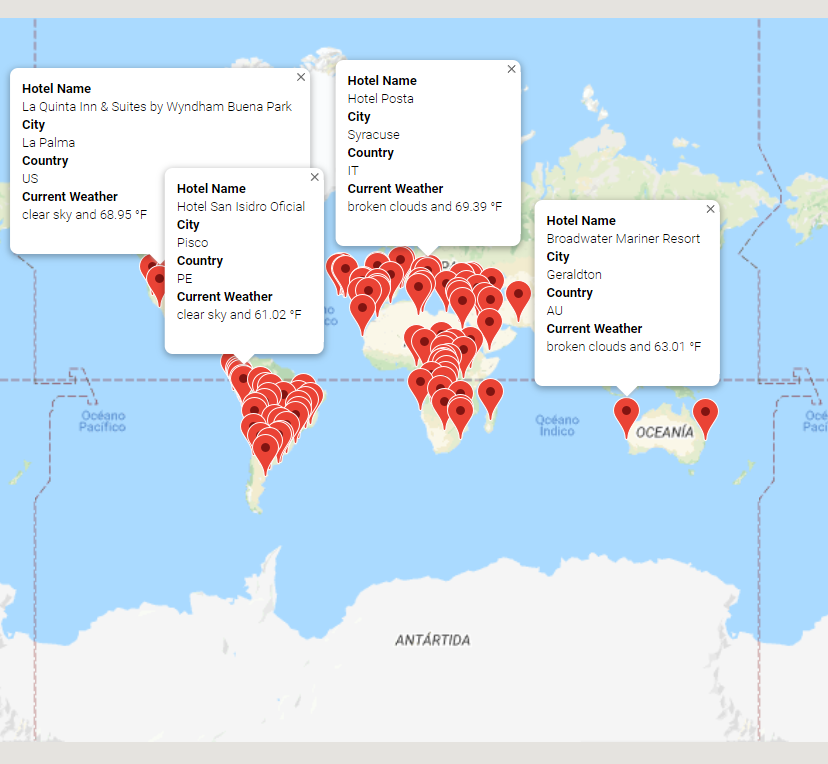 Hotel Name
La Quinta Inn & Suites by Wyndham Buena Park
City
La Palma
Country
US
Current Weather
clear sky and 68.95 °F
Hotel Name
Hotel San Isidro Oficial
City
Pisco
Country
PE
Current Weather
clear sky and 61.02 °F
Hotel Name
Hotel Posta
City
Syracuse
Country
IT
Current Weather
broken clouds and 69.39 °F
Hotel Name
Broadwater Mariner Resort
City
Geraldton
Country
AU
Current Weather
broken clouds and 63.01 °F
Océano
Pacífico
Océano
Índico
OCEANÍA
ANTÁRTIDA